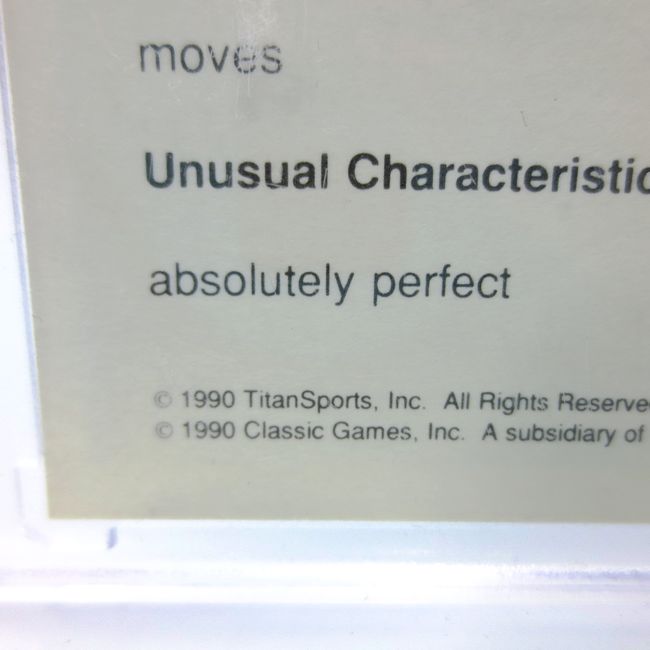 moves
Unusual Characteristic
absolutely perfect
© 1990 TitanSports, Inc. All Rights Reserve
© 1990 Classic Games, Inc. A subsidiary of